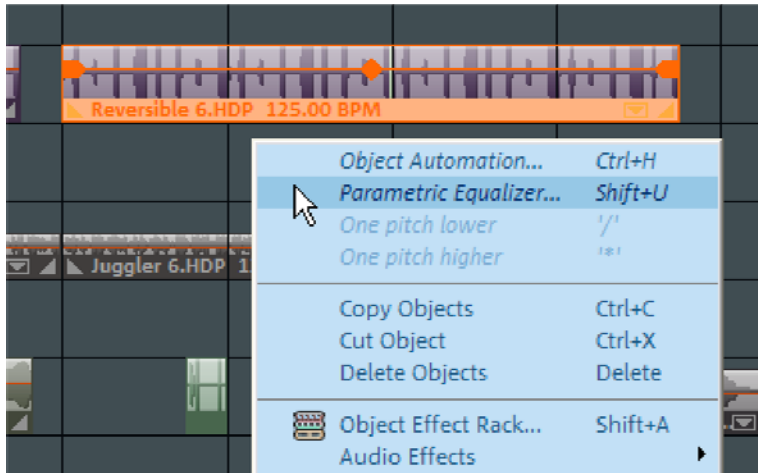 Reversible 6.HDP 125.00 BPM
Object Automation... Ctrl+H
Parametric Equalizer... Shift+U
One pitch lower '/'
One pitch higher '*'
Juggler 6.HDP 1
Copy Objects Ctrl+C
Cut Object Ctrl+X
Delete Objects Delete
Object Effect Rack... Shift+A
Audio Effects